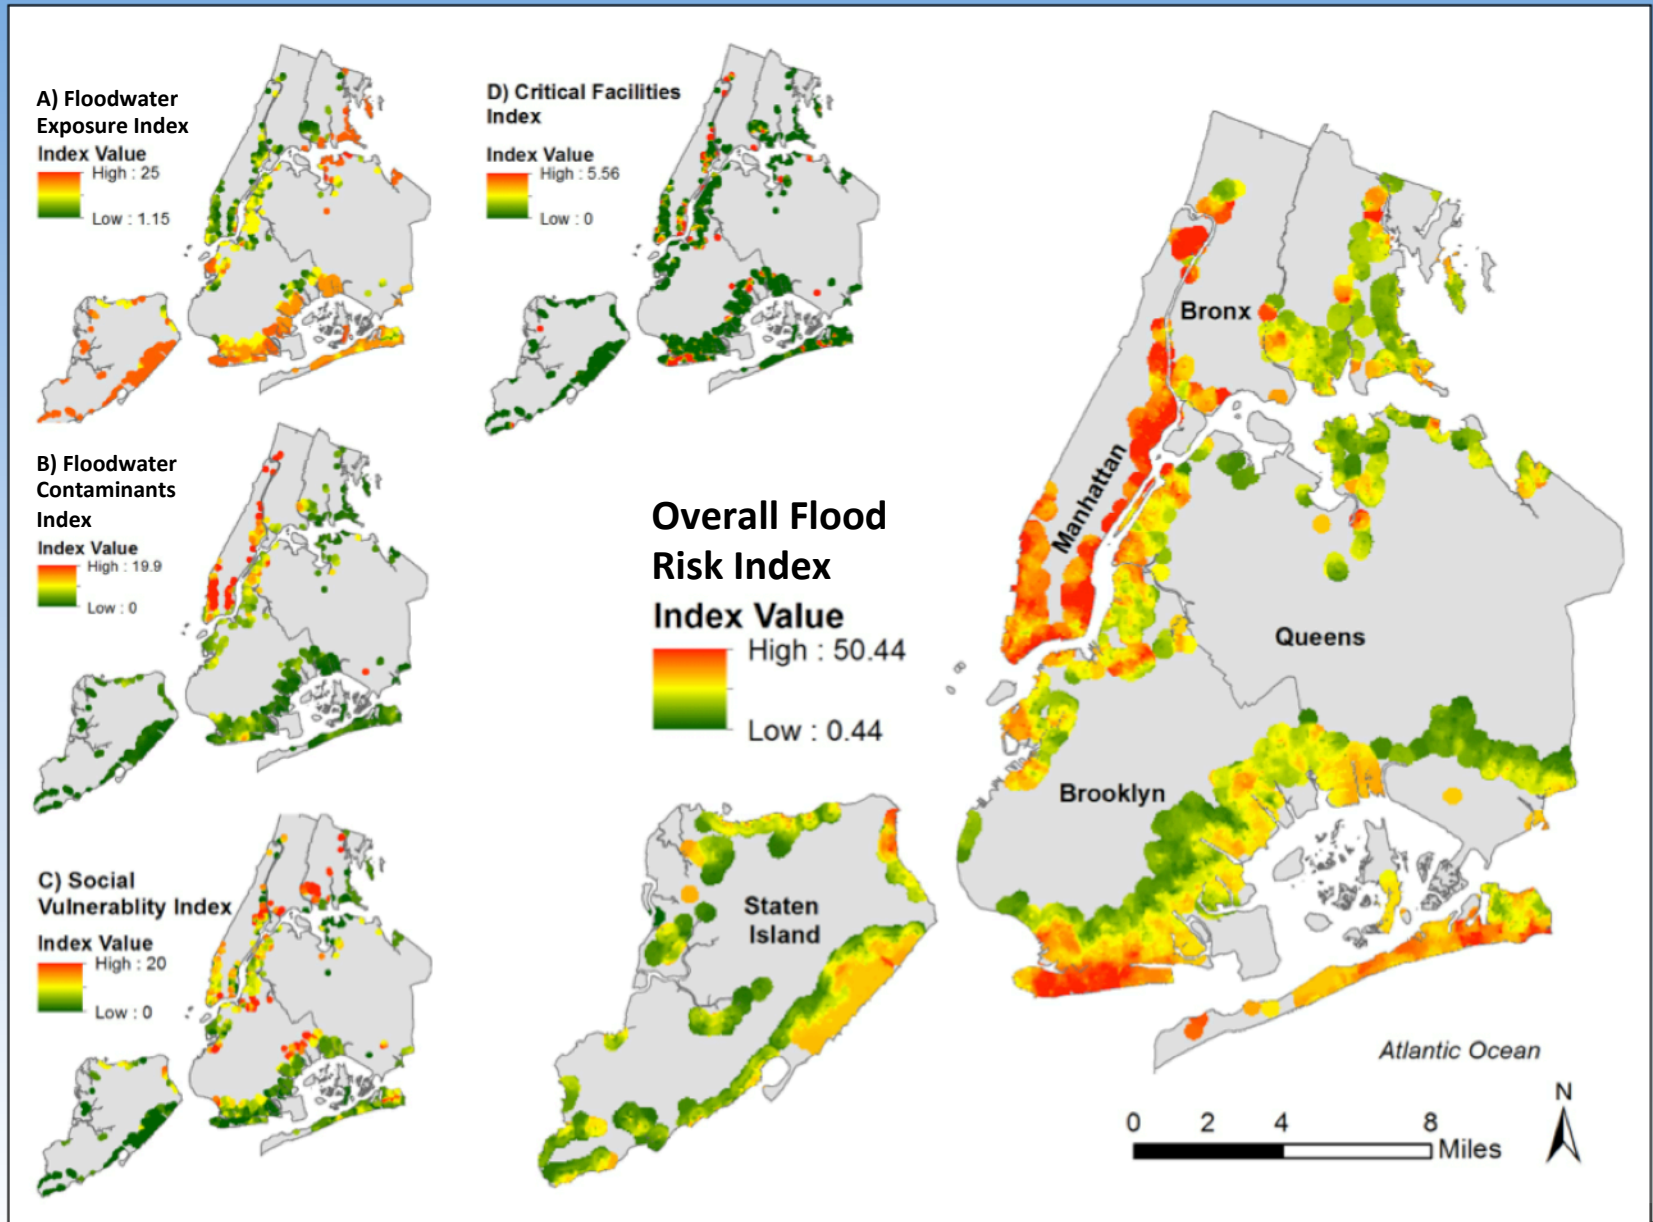 A) Floodwater
Exposure Index
Index Value
High : 25
Low : 1.15
B) Floodwater
Contaminants
Index
Index Value
High : 19.9
Low : 0
C) Social
Vulnerablity Index
Index Value
High : 20
Low : 0
D) Critical Facilities
Index
Index Value
High : 5.56
Low : 0
Overall Flood
Risk Index
Index Value
High : 50.44
Low : 0.44
Bronx
Manhattan
Queens
Brooklyn
Staten
Island
Atlantic Ocean
N
0 2 4 8
Miles